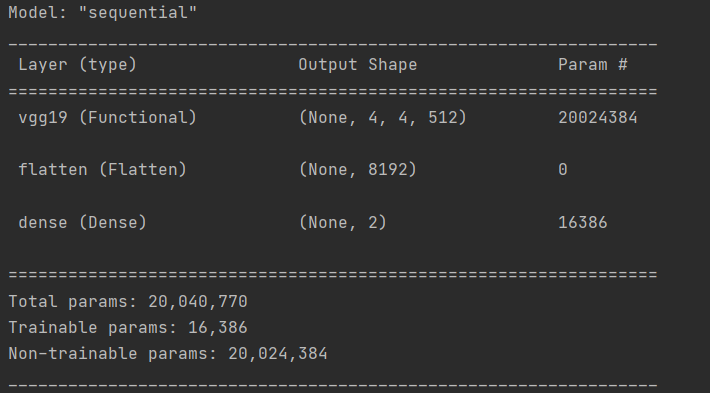 Model: "sequential"
_________________________________________________________________
Layer (type)                Output Shape              Param #
=================================================================
vgg19 (Functional)          (None, 4, 4, 512)         20024384
flatten (Flatten)           (None, 8192)              0
dense (Dense)               (None, 2)                 16386
=================================================================
Total params: 20,040,770
Trainable params: 16,386
Non-trainable params: 20,024,384
_________________________________________________________________